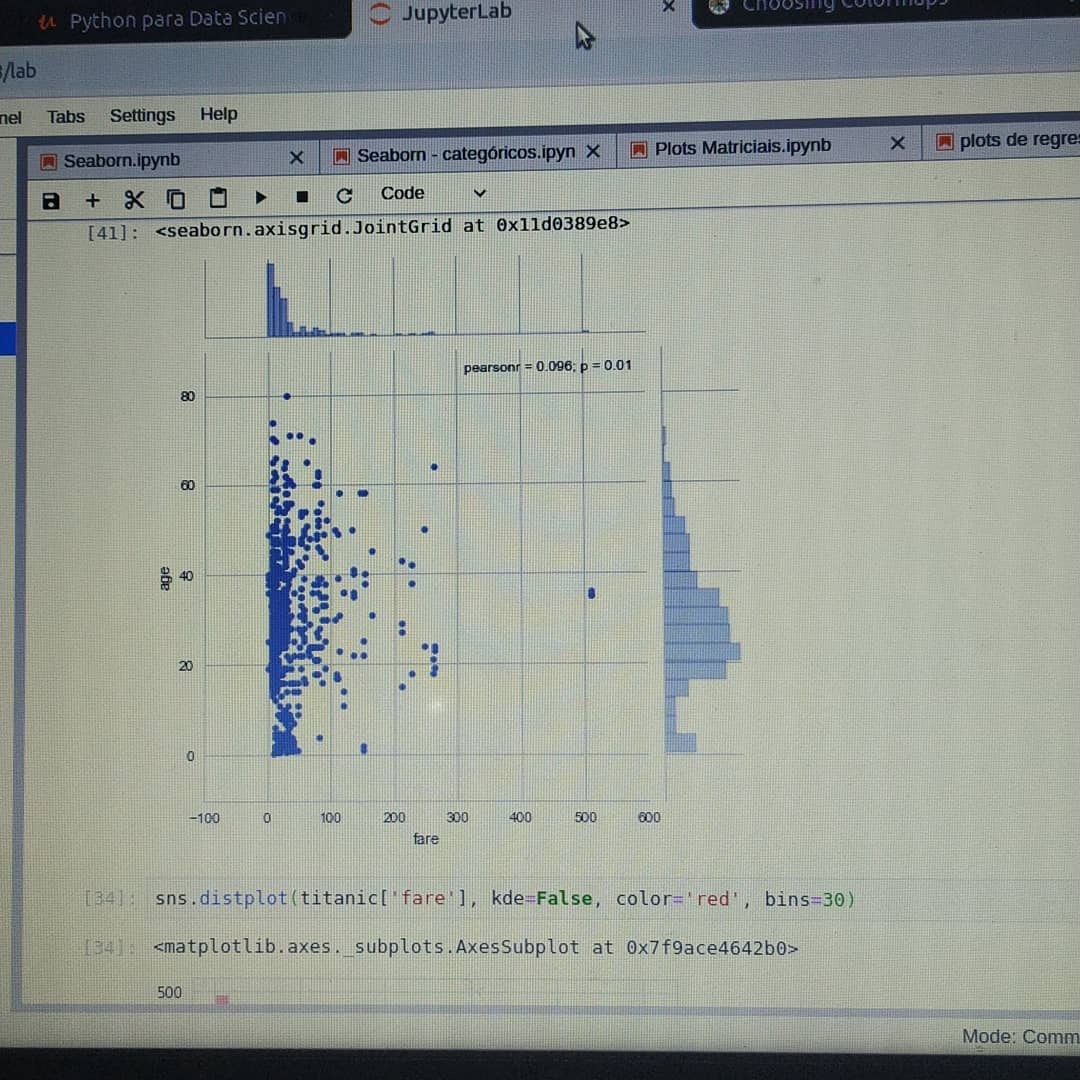 Python para Data Scien
JupyterLab
Choosing Colormaps
/lab
nel Tabs Settings Help
Seaborn.ipynb
Seaborn - categóricos.ipyn
Plots Matriciais.ipynb
plots de regre
Code
[41]: <seaborn.axisgrid.JointGrid at 0x11d0389e8>
pearsonr = 0.096; p = 0.01
80
60
40
20
0
age
-100 0 100 200 300 400 500 600
fare
[34]: sns.distplot(titanic['fare'], kde=False, color='red', bins=30)
[34]: <matplotlib.axes._subplots.AxesSubplot at 0x7f9ace4642b0>
500
Mode: Comm